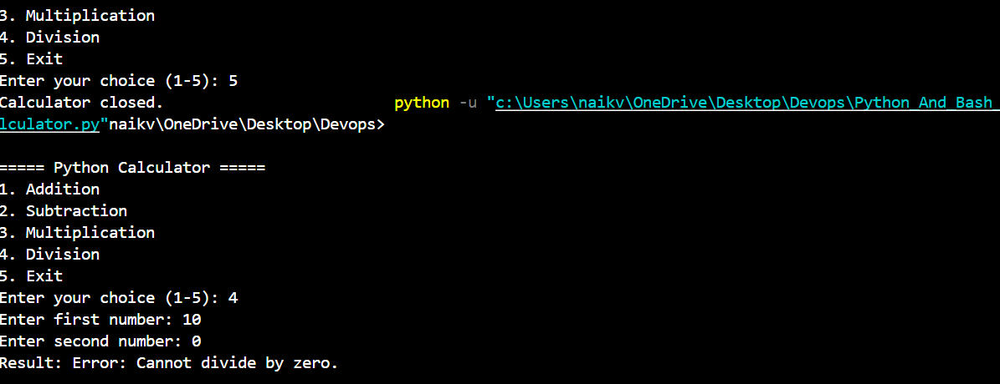 3. Multiplication
4. Division
5. Exit
Enter your choice (1-5): 5
Calculator closed. python -u "c:\Users\naikv\OneDrive\Desktop\Devops\Python_And_Bash_
lculator.py"naikv\OneDrive\Desktop\Devops>
===== Python Calculator =====
1. Addition
2. Subtraction
3. Multiplication
4. Division
5. Exit
Enter your choice (1-5): 4
Enter first number: 10
Enter second number: 0
Result: Error: Cannot divide by zero.